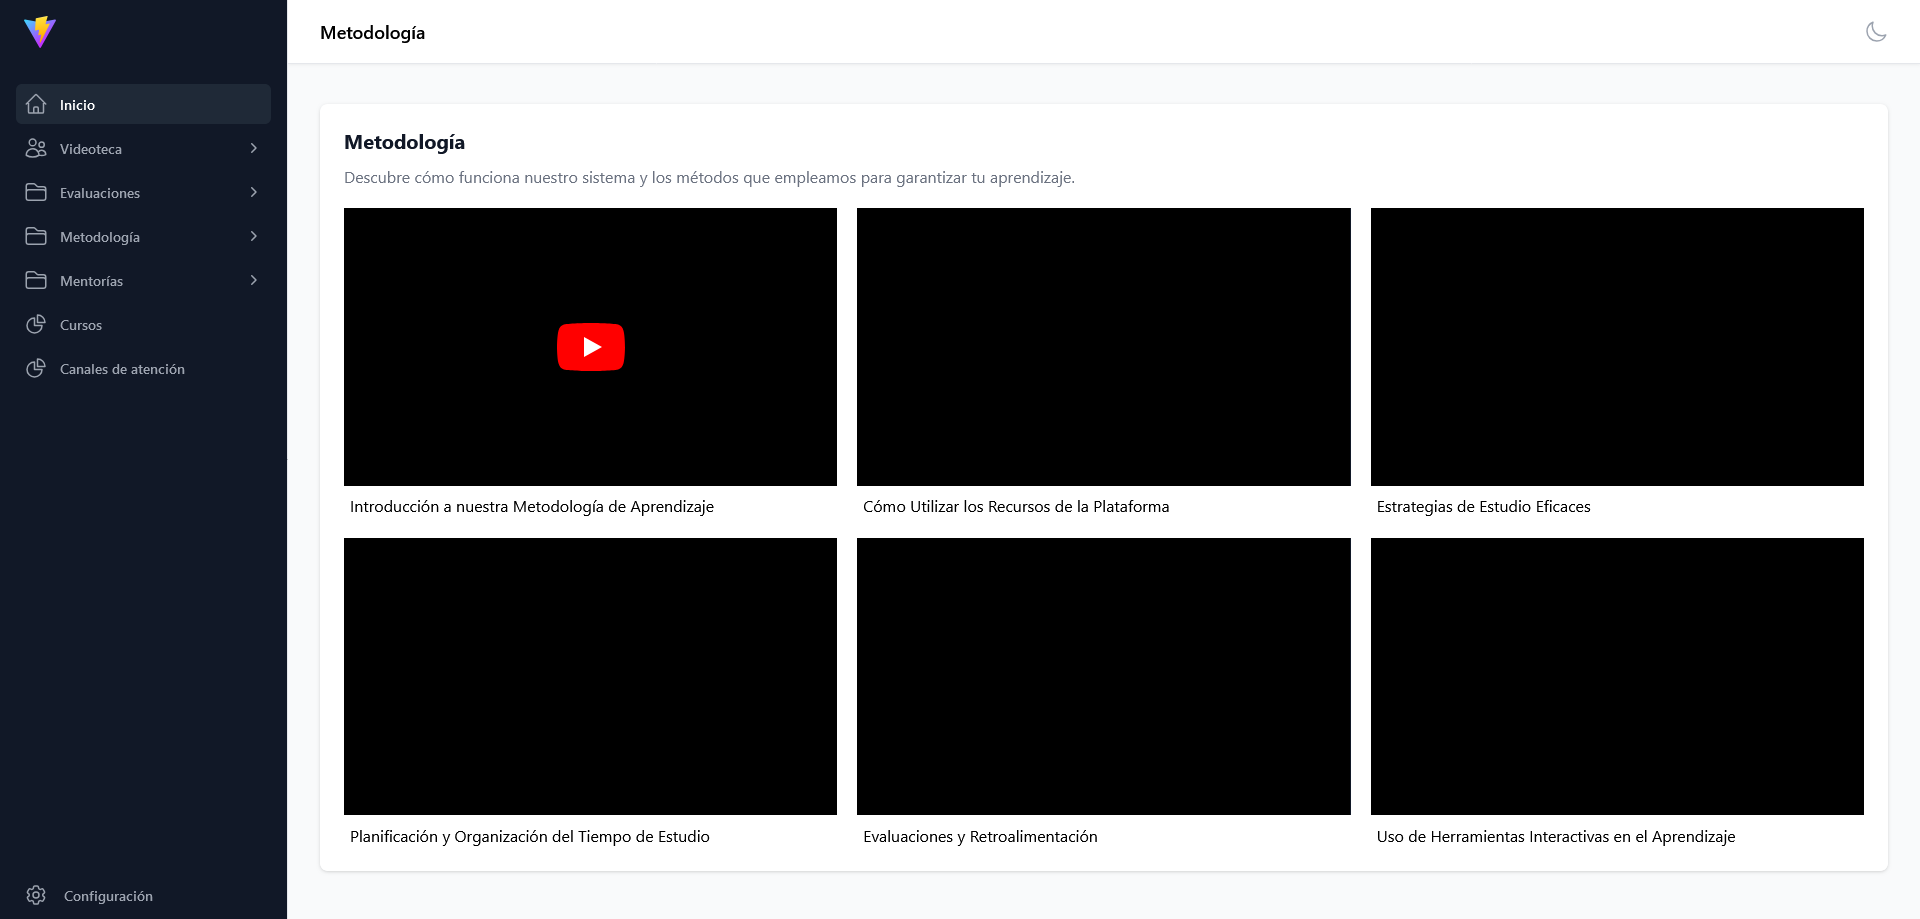 Metodología
Inicio
Videoteca
Evaluaciones
Metodología
Mentorías
Cursos
Canales de atención
Configuración
Metodología
Descubre cómo funciona nuestro sistema y los métodos que empleamos para garantizar tu aprendizaje.
Introducción a nuestra Metodología de Aprendizaje
Cómo Utilizar los Recursos de la Plataforma
Estrategias de Estudio Eficaces
Planificación y Organización del Tiempo de Estudio
Evaluaciones y Retroalimentación
Uso de Herramientas Interactivas en el Aprendizaje